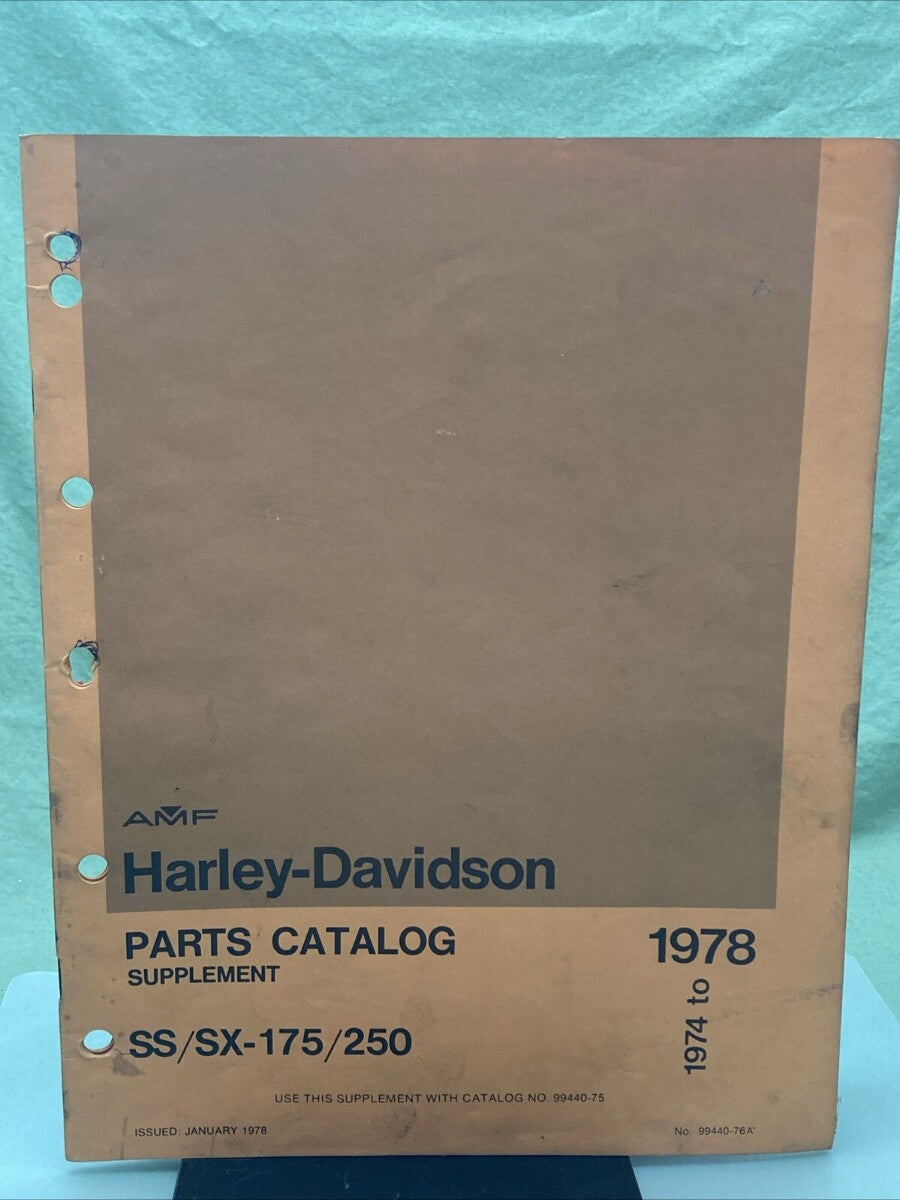 AMF
Harley-Davidson
PARTS CATALOG
SUPPLEMENT
1978
1974 to
SS/SX-175/250
USE THIS SUPPLEMENT WITH CATALOG NO. 99440-75
ISSUED: JANUARY 1978
No. 99440-76A